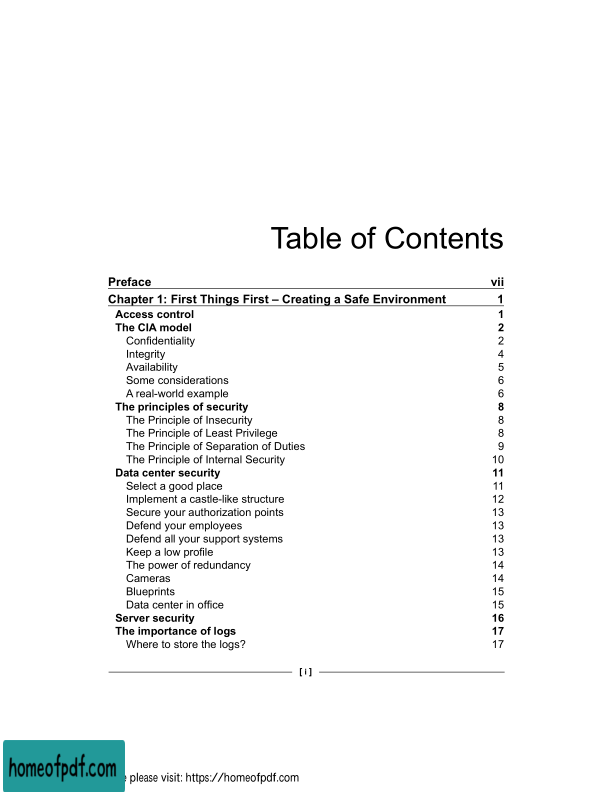 Table of Contents
Preface vii
Chapter 1: First Things First – Creating a Safe Environment 1
Access control 1
The CIA model 2
Confidentiality 2
Integrity 4
Availability 5
Some considerations 6
A real-world example 6
The principles of security 8
The Principle of Insecurity 8
The Principle of Least Privilege 8
The Principle of Separation of Duties 9
The Principle of Internal Security 10
Data center security 11
Select a good place 11
Implement a castle-like structure 12
Secure your authorization points 13
Defend your employees 13
Defend all your support systems 13
Keep a low profile 13
The power of redundancy 14
Cameras 14
Blueprints 15
Data center in office 15
Server security 16
The importance of logs 17
Where to store the logs? 17
[ i ]
homeofpdf.com
please visit: https://homeofpdf.com